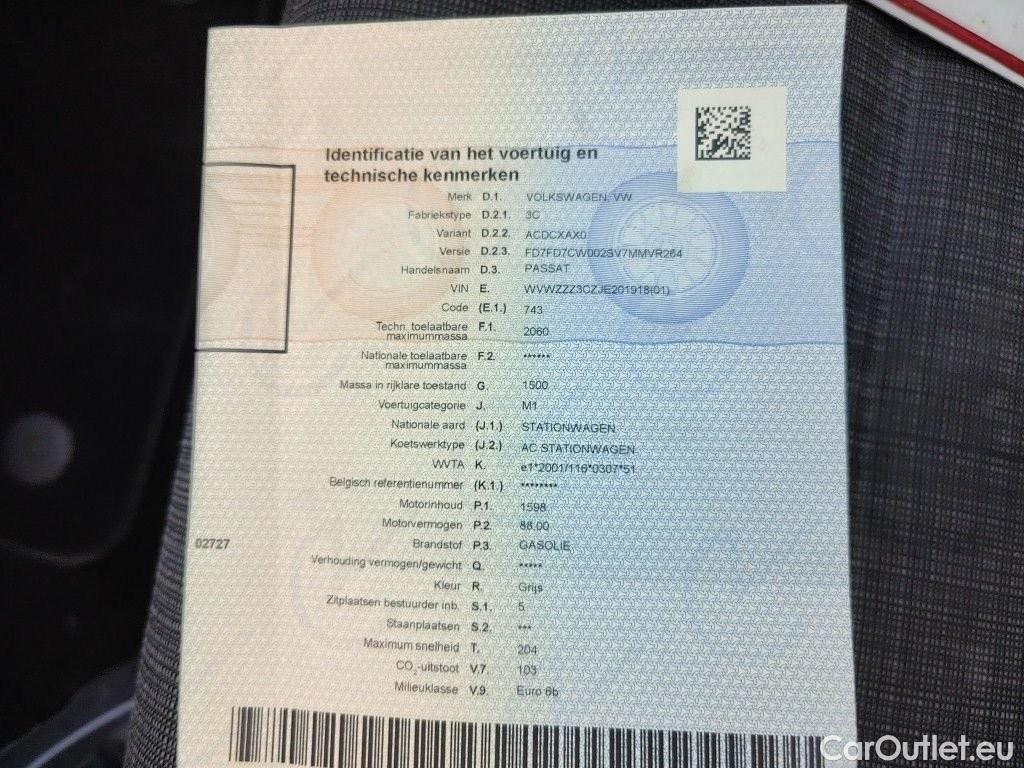 Identificatie van het voertuig en
technische kenmerken
Merk D.1. VOLKSWAGEN, VW
Fabriekstype D.2.1. 3C
Variant D.2.2. ACDCXAX0
Versie D.2.3. FD7FD7CW002SV7MMVR264
Handelsnaam D.3. PASSAT
VIN E. WVWZZZ3CZJE201918(01)
Code (E.1.) 743
Techn. toelaatbare F.1. 2060
maximummassa
Nationale toelaatbare F.2. ******
maximummassa
Massa in rijklare toestand G. 1500
Voertuigcategorie J. M1
Nationale aard (J.1.) STATIONWAGEN
Koetswerktype (J.2.) AC STATIONWAGEN
WVTA K. e1*2001/116*0307*51
Belgisch referentienummer (K.1.) ********
Motorinhoud P.1. 1598
Motorvermogen P.2. 88.00
02727
Brandstof P.3. GASOLIE
Verhouding vermogen/gewicht Q. *****
Kleur R. Grijs
Zitplaatsen bestuurder inb. S.1. 5
Staanplaatsen S.2. ***
Maximum snelheid T. 204
CO2-uitstoot V.7. 103
Milieuklasse V.9. Euro 6b
CarOutlet.eu